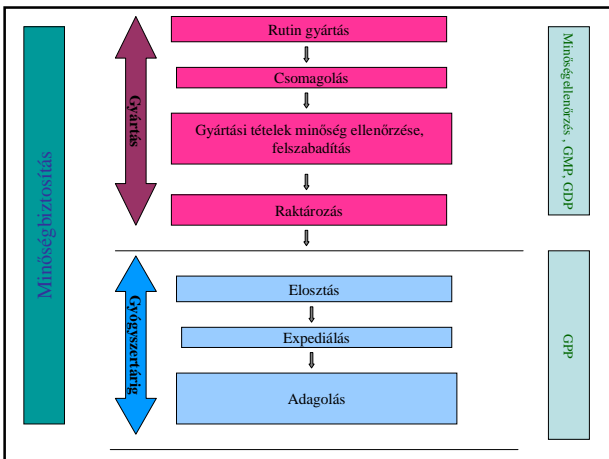 Minőségbiztosítás
Gyártás
Rutin gyártás
Csomagolás
Gyártási tételek minőség ellenőrzése,
felszabadítás
Raktározás
Minőségellenőrzés , GMP, GDP
Gyógyszertárig
Elosztás
Expediálás
Adagolás
GPP